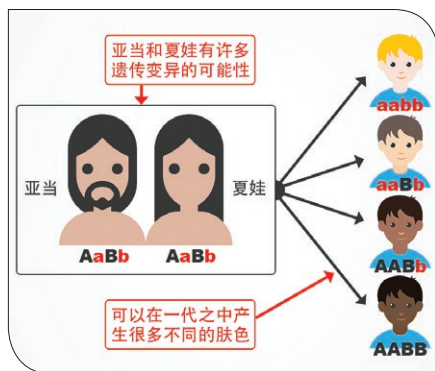 亚当和夏娃有许多
遗传变异的可能性
亚当
夏娃
AaBb
AaBb
aabb
aaBb
AABb
AABB
可以在一代之中产
生很多不同的肤色